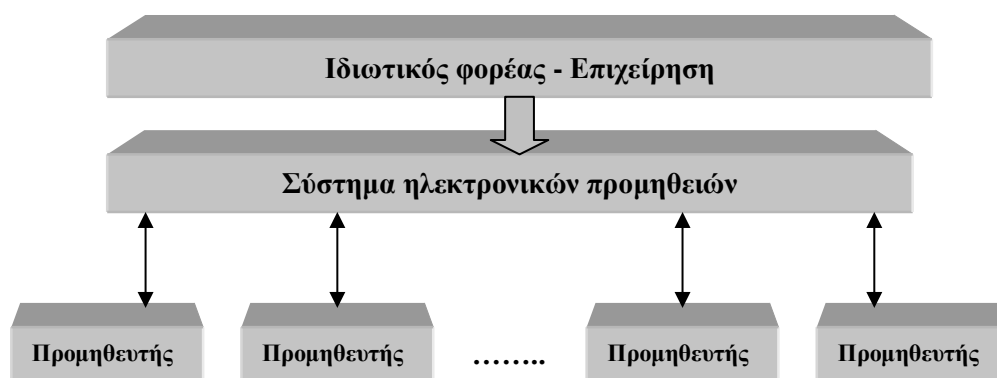 Ιδιωτικός φορέας - Επιχείρηση
Σύστημα ηλεκτρονικών προμηθειών
Προμηθευτής Προμηθευτής …….. Προμηθευτής Προμηθευτής